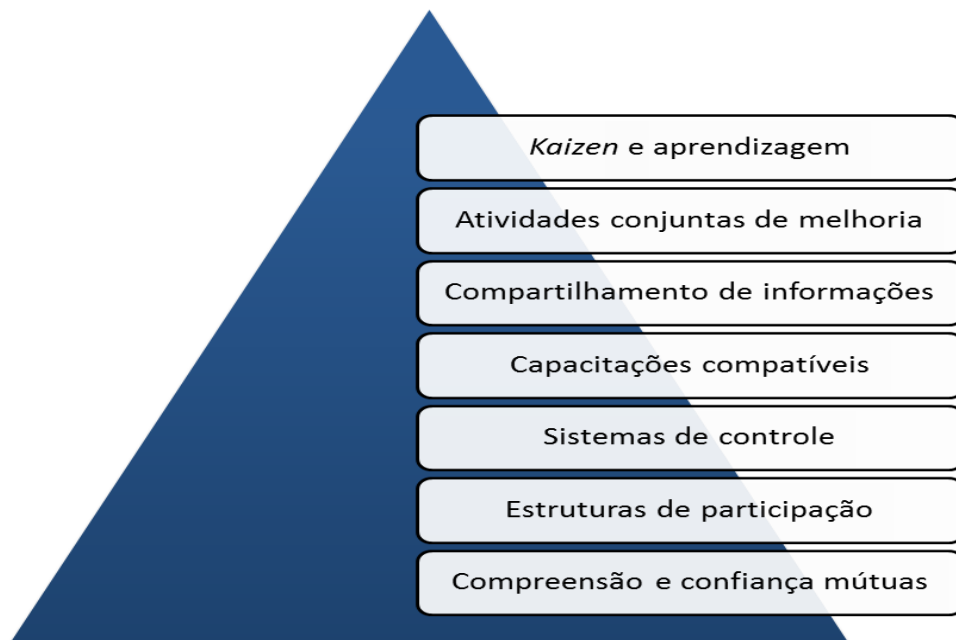 Kaizen e aprendizagem
Atividades conjuntas de melhoria
Compartilhamento de informações
Capacitações compatíveis
Sistemas de controle
Estruturas de participação
Compreensão e confiança mútuas